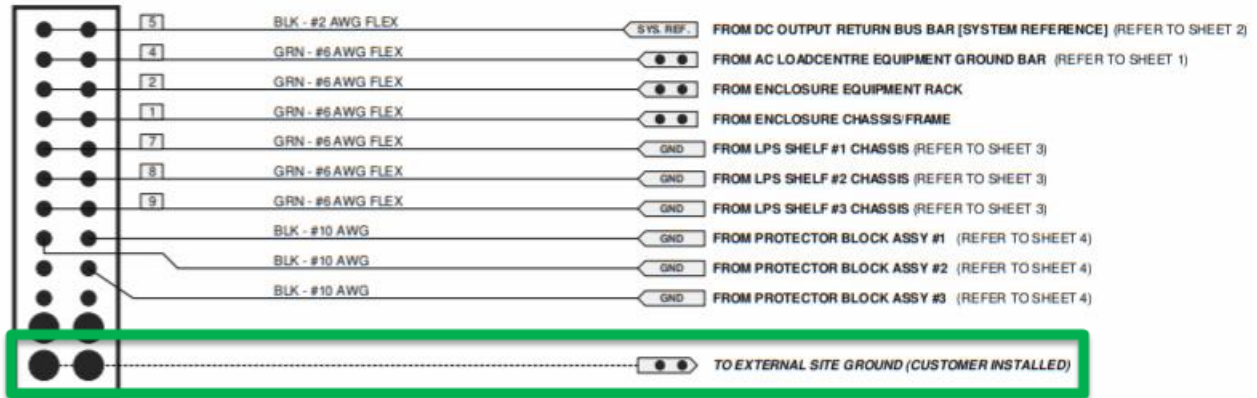 5 BLK - #2 AWG FLEX SYS. REF. FROM DC OUTPUT RETURN BUS BAR [SYSTEM REFERENCE] (REFER TO SHEET 2)
4 GRN - #6 AWG FLEX FROM AC LOADCENTRE EQUIPMENT GROUND BAR (REFER TO SHEET 1)
2 GRN - #6 AWG FLEX FROM ENCLOSURE EQUIPMENT RACK
1 GRN - #6 AWG FLEX FROM ENCLOSURE CHASSIS/FRAME
7 GRN - #6 AWG FLEX GND FROM LPS SHELF #1 CHASSIS (REFER TO SHEET 3)
8 GRN - #6 AWG FLEX GND FROM LPS SHELF #2 CHASSIS (REFER TO SHEET 3)
9 GRN - #6 AWG FLEX GND FROM LPS SHELF #3 CHASSIS (REFER TO SHEET 3)
BLK - #10 AWG GND FROM PROTECTOR BLOCK ASSY #1 (REFER TO SHEET 4)
BLK - #10 AWG GND FROM PROTECTOR BLOCK ASSY #2 (REFER TO SHEET 4)
BLK - #10 AWG GND FROM PROTECTOR BLOCK ASSY #3 (REFER TO SHEET 4)
TO EXTERNAL SITE GROUND (CUSTOMER INSTALLED)